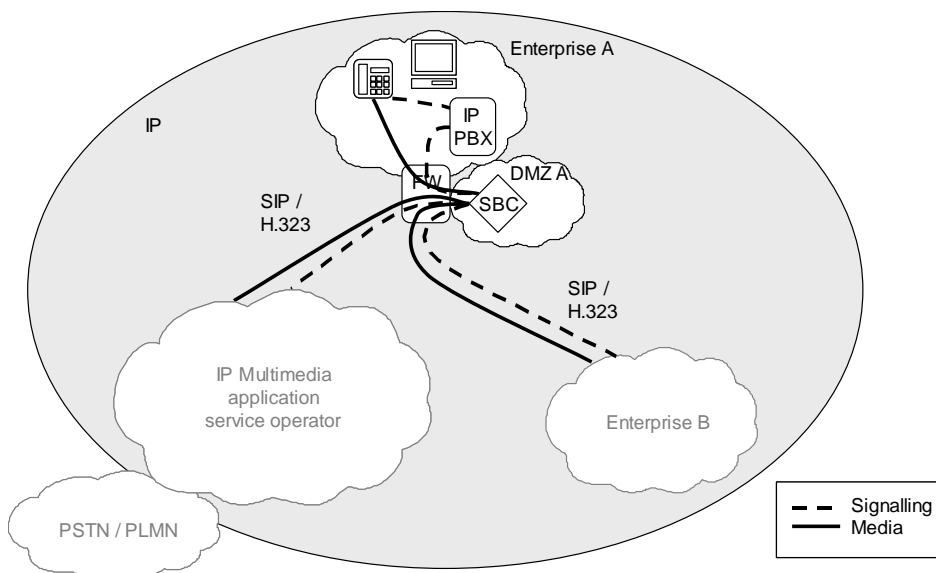 Enterprise A
IP
IP
PBX
FW
DMZ A
SBC
SIP /
H.323
SIP /
H.323
IP Multimedia
application
service operator
Enterprise B
PSTN / PLMN
Signalling
Media